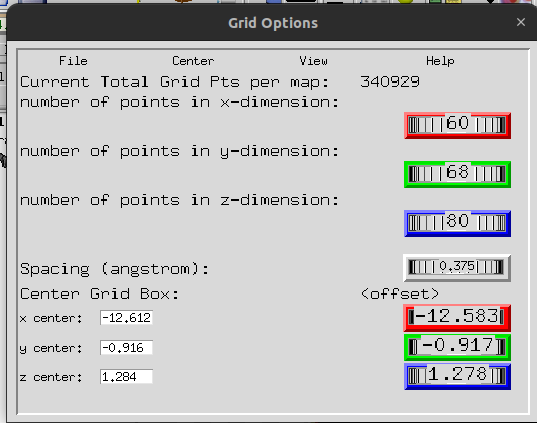 Grid Options
File Center View Help
Current Total Grid Pts per map: 340929
number of points in x-dimension:
60
number of points in y-dimension:
68
number of points in z-dimension:
80
Spacing (angstrom): 0.375
Center Grid Box: <offset>
x center: -12.612 -12.583
y center: -0.916 -0.917
z center: 1.284 1.278